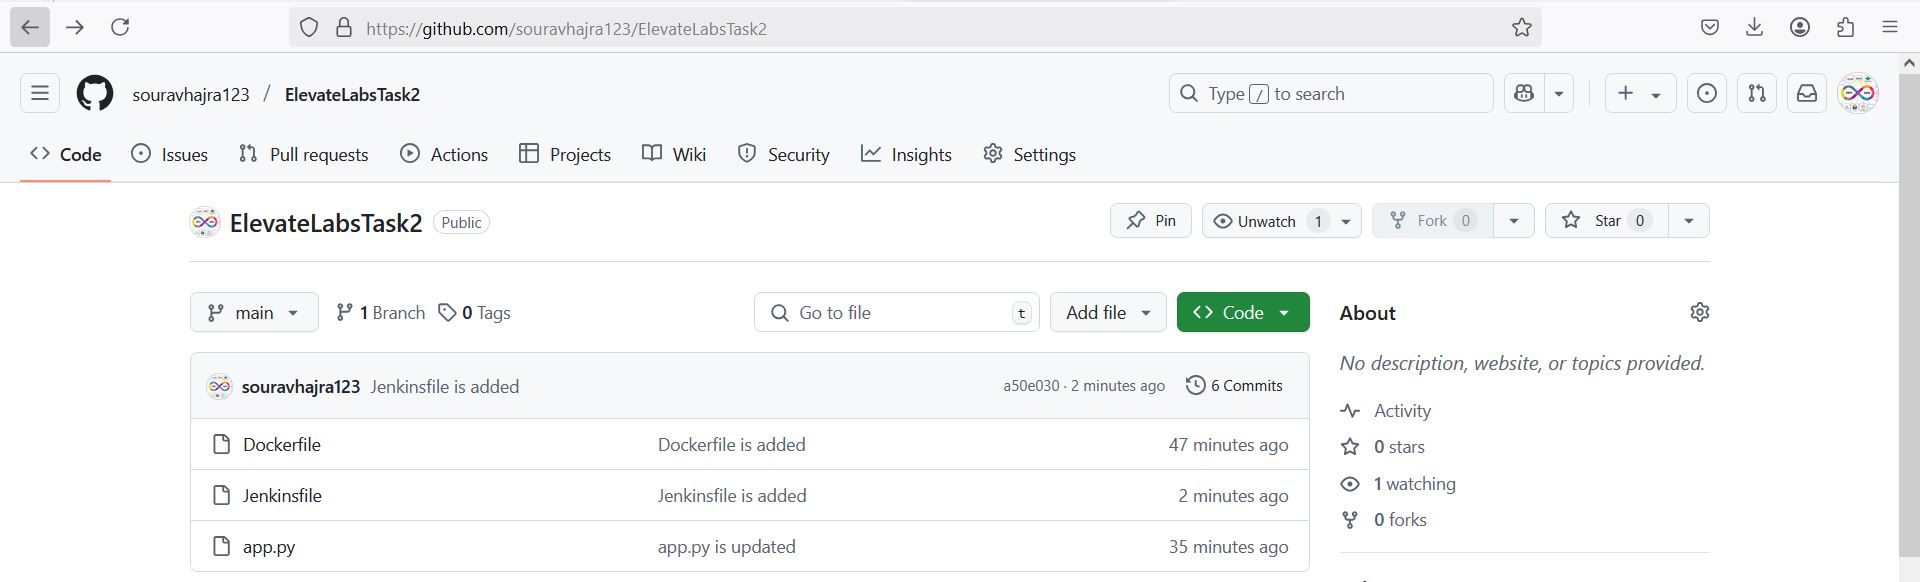 https://github.com/souravhajra123/ElevateLabsTask2
souravhajra123 / ElevateLabsTask2
Type / to search
Code Issues Pull requests Actions Projects Wiki Security Insights Settings
ElevateLabsTask2 Public
Pin Unwatch 1 Fork 0 Star 0
main 1 Branch 0 Tags Go to file t Add file Code
souravhajra123 Jenkinsfile is added a50e030 · 2 minutes ago 6 Commits
Dockerfile Dockerfile is added 47 minutes ago
Jenkinsfile Jenkinsfile is added 2 minutes ago
app.py app.py is updated 35 minutes ago
About
No description, website, or topics provided.
Activity
0 stars
1 watching
0 forks